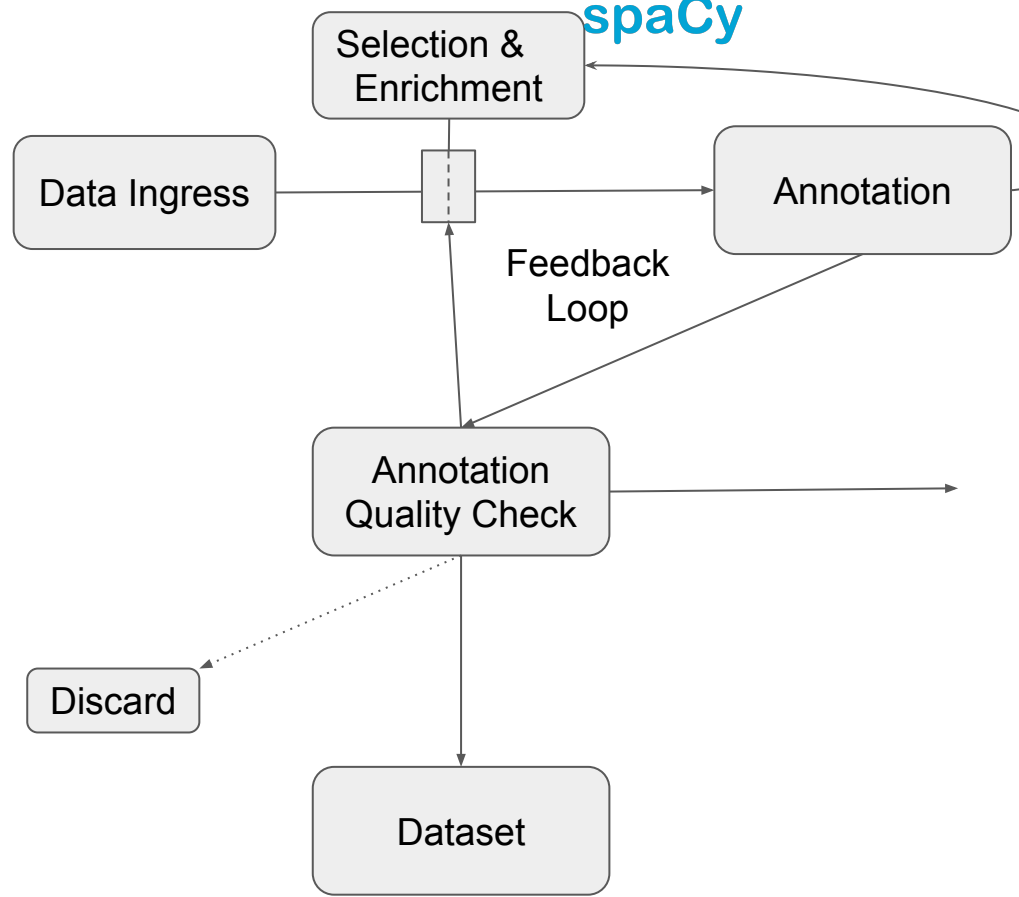 spaCy
Selection &
Enrichment
Data Ingress
Annotation
Feedback
Loop
Annotation
Quality Check
Discard
Dataset